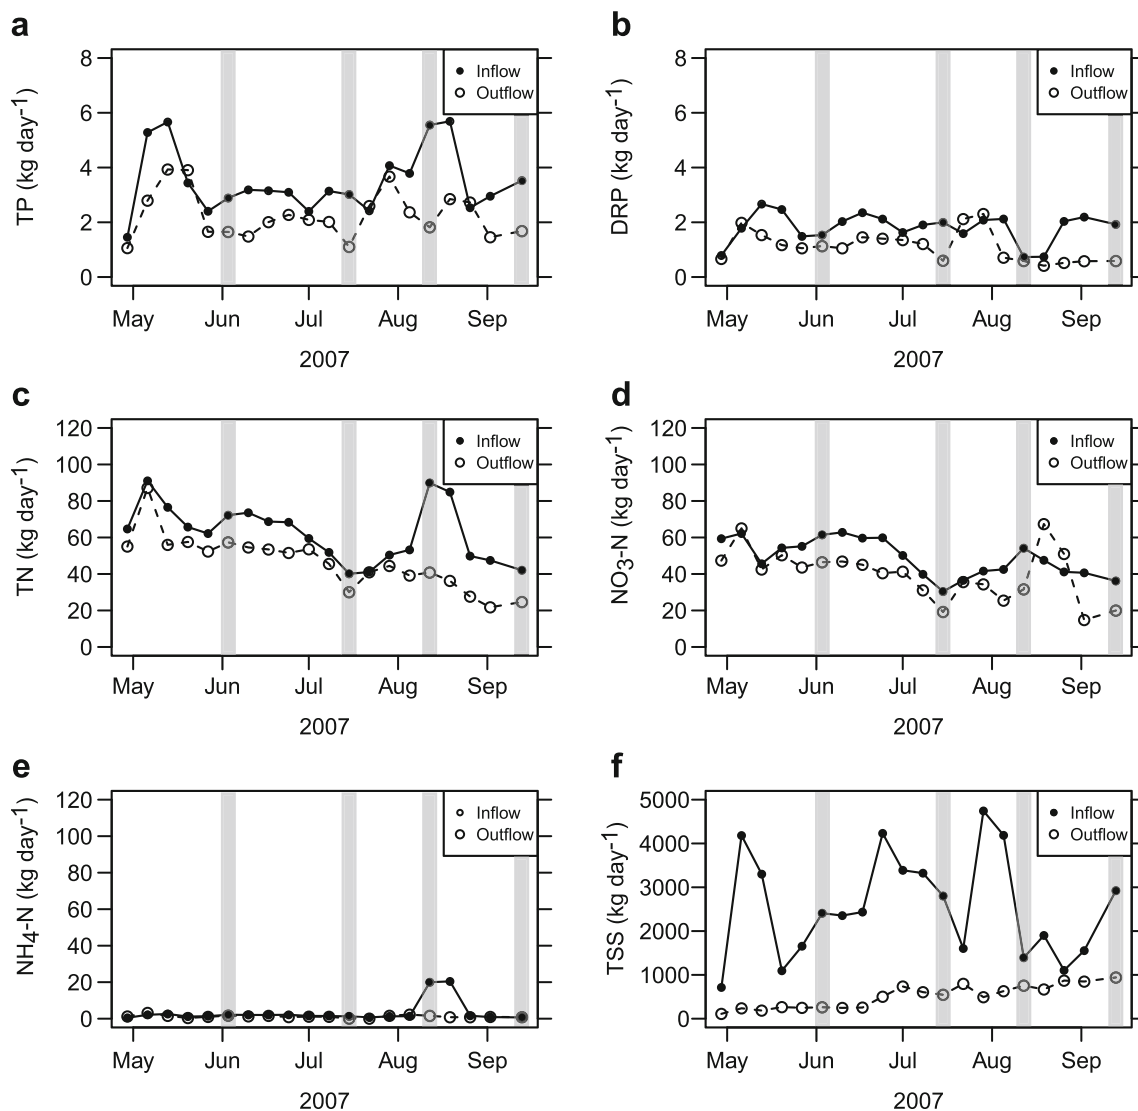 a
TP (kg day-1)
8
6
4
2
0
Inflow
Outflow
May Jun Jul Aug Sep
2007
b
DRP (kg day-1)
8
6
4
2
0
Inflow
Outflow
May Jun Jul Aug Sep
2007
c
TN (kg day-1)
120
100
80
60
40
20
0
Inflow
Outflow
May Jun Jul Aug Sep
2007
d
NO3-N (kg day-1)
120
100
80
60
40
20
0
Inflow
Outflow
May Jun Jul Aug Sep
2007
e
NH4-N (kg day-1)
120
100
80
60
40
20
0
Inflow
Outflow
May Jun Jul Aug Sep
2007
f
TSS (kg day-1)
5000
4000
3000
2000
1000
0
Inflow
Outflow
May Jun Jul Aug Sep
2007